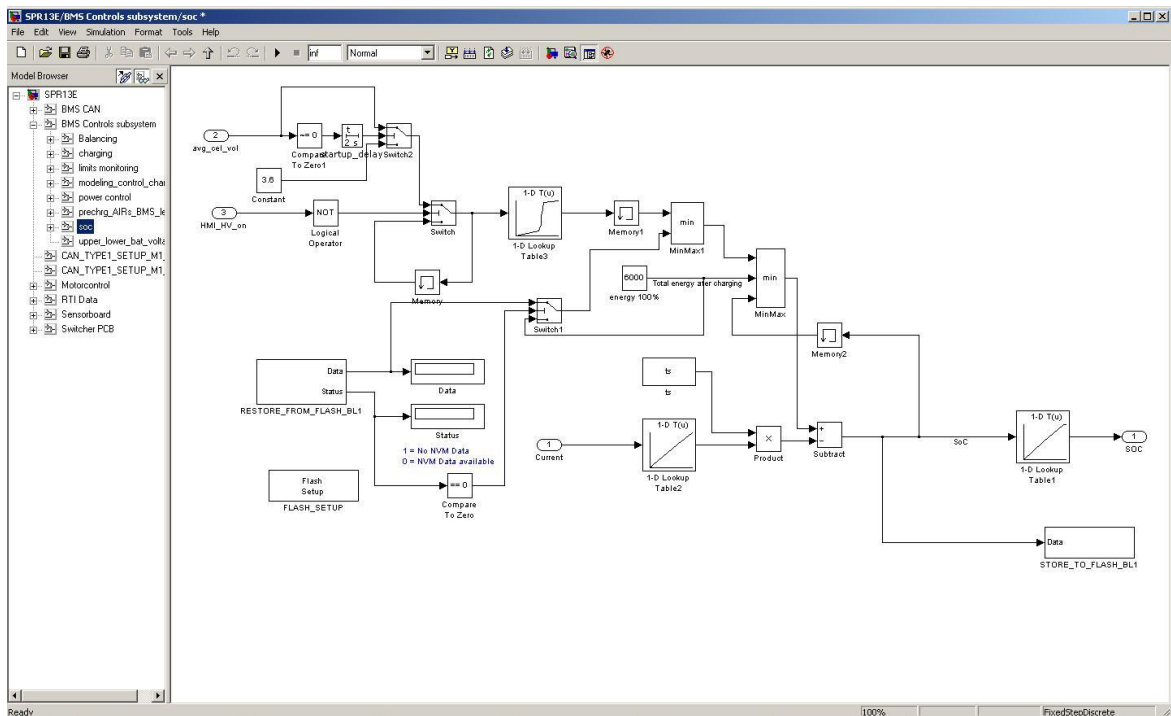 SPR13E/BMS Controls subsystem/soc *
File Edit View Simulation Format Tools Help
inf
Normal
Model Browser
SPR13E
BMS CAN
BMS Controls subsystem
Balancing
charging
limits monitoring
modeling_control_chai
power control
prechrg_AIRs_BMS_le
soc
upper_lower_bat_volta
CAN_TYPE1_SETUP_M1_
CAN_TYPE1_SETUP_M1_
Motorcontrol
RTI Data
Sensorboard
Switcher PCB
2
avg_cel_vol
~= 0
Compare
To Zero1
t
2 s
startup_delay
Switch2
3.6
Constant
3
HMI_HV_on
NOT
Logical
Operator
Switch
Memory
1-D T(u)
1-D Lookup
Table3
Memory1
min
MinMax1
6000
energy 100%
Total energy after charging
min
MinMax
Switch1
Memory2
Data
Status
RESTORE_FROM_FLASH_BL1
Data
Status
1 = No NVM Data
0 = NVM Data available
Flash
Setup
FLASH_SETUP
== 0
Compare
To Zero
1
Current
ts
ts
1-D T(u)
1-D Lookup
Table2
×
Product
+
−
Subtract
SoC
1-D T(u)
1-D Lookup
Table1
1
SOC
Data
STORE_TO_FLASH_BL1
Ready
100%
FixedStepDiscrete